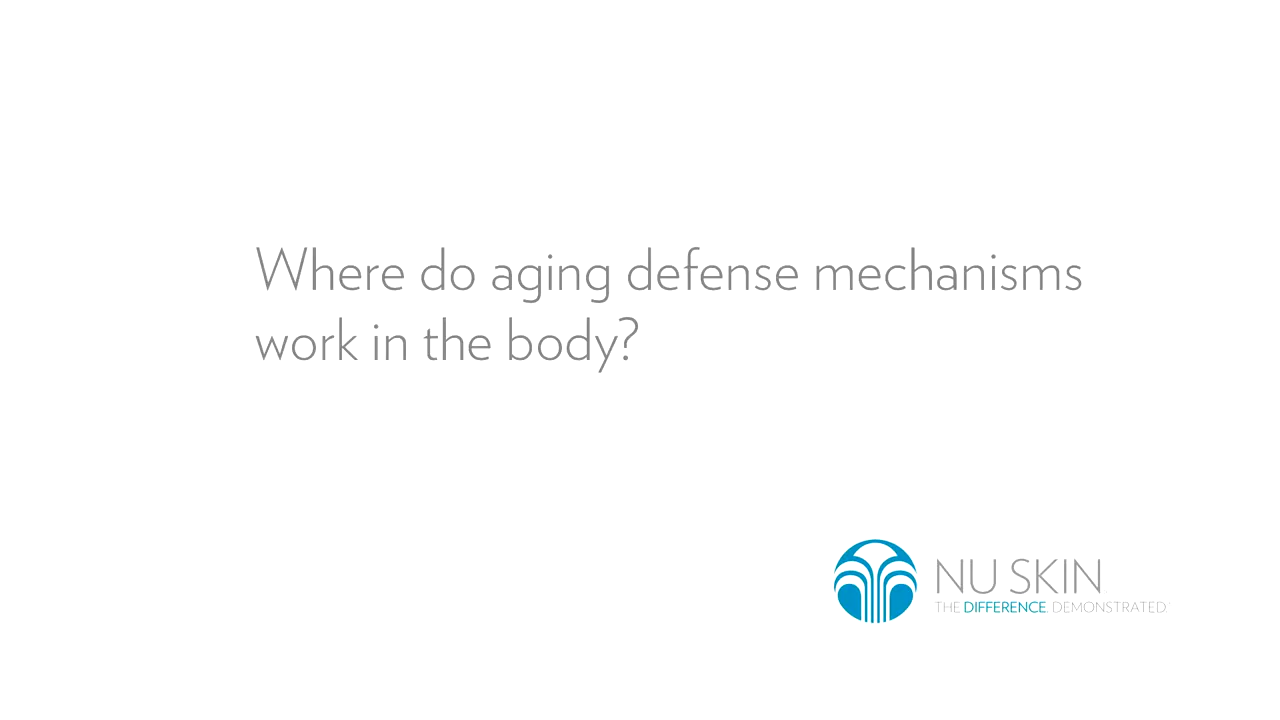 Where do aging defense mechanisms
work in the body?
NU SKIN
THE DIFFERENCE. DEMONSTRATED